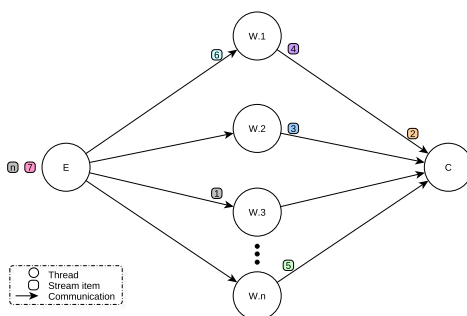 W.1
6
4
W.2
3
2
n
7
E
C
1
W.3
5
W.n
Thread
Stream item
Communication